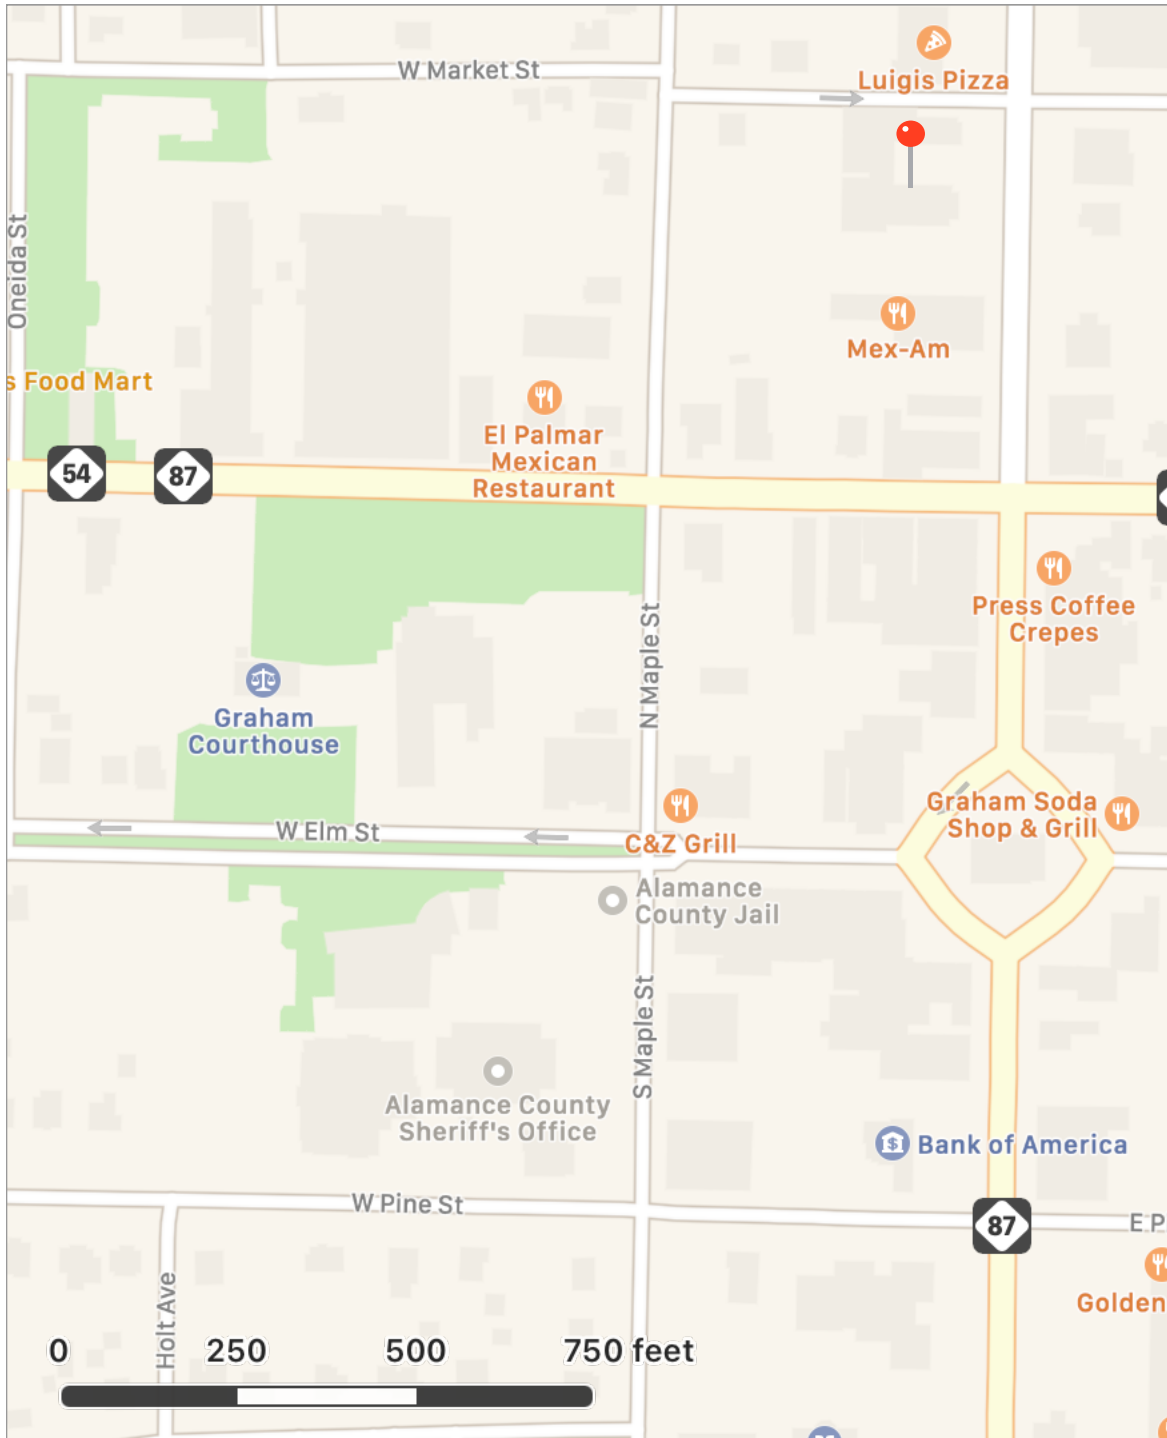 W Market St
Luigis Pizza
Oneida St
Mex-Am
s Food Mart
El Palmar
Mexican
Restaurant
54
87
Press Coffee
Crepes
N Maple St
Graham
Courthouse
Graham Soda
Shop & Grill
W Elm St
C&Z Grill
Alamance
County Jail
S Maple St
Alamance County
Sheriff's Office
Bank of America
W Pine St
87
E P
Golden
Holt Ave
0 250 500 750 feet